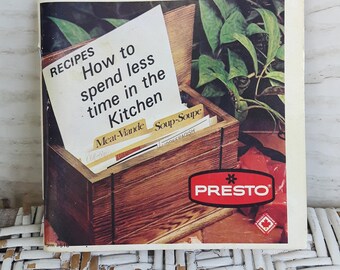 RECIPES
How to
spend less
time in the
Kitchen
Meat-Viande
Soup-Soupe
PRESTO